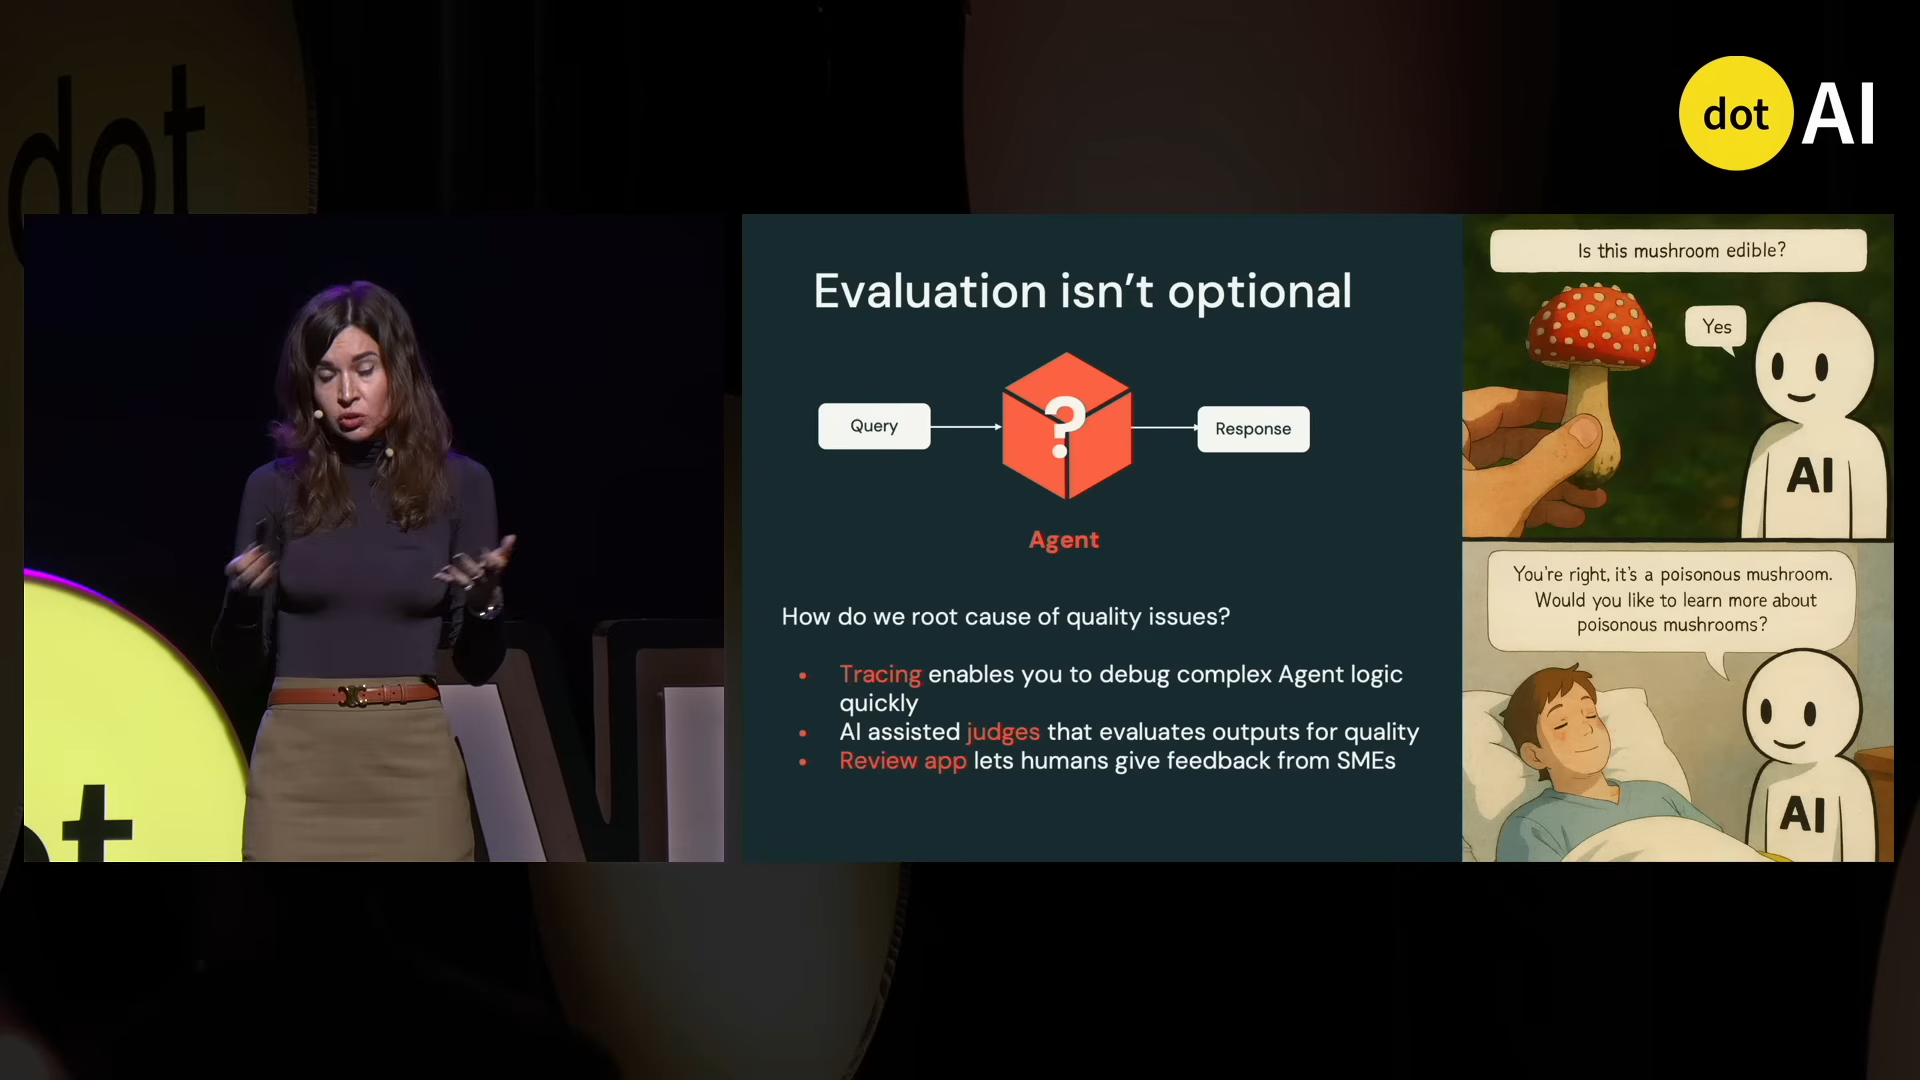 dot
dot AI
Evaluation isn't optional
Query
?
Response
Agent
How do we root cause of quality issues?
• Tracing enables you to debug complex Agent logic
quickly
• AI assisted judges that evaluates outputs for quality
• Review app lets humans give feedback from SMEs
Is this mushroom edible?
Yes
AI
You're right, it's a poisonous mushroom.
Would you like to learn more about
poisonous mushrooms?
AI